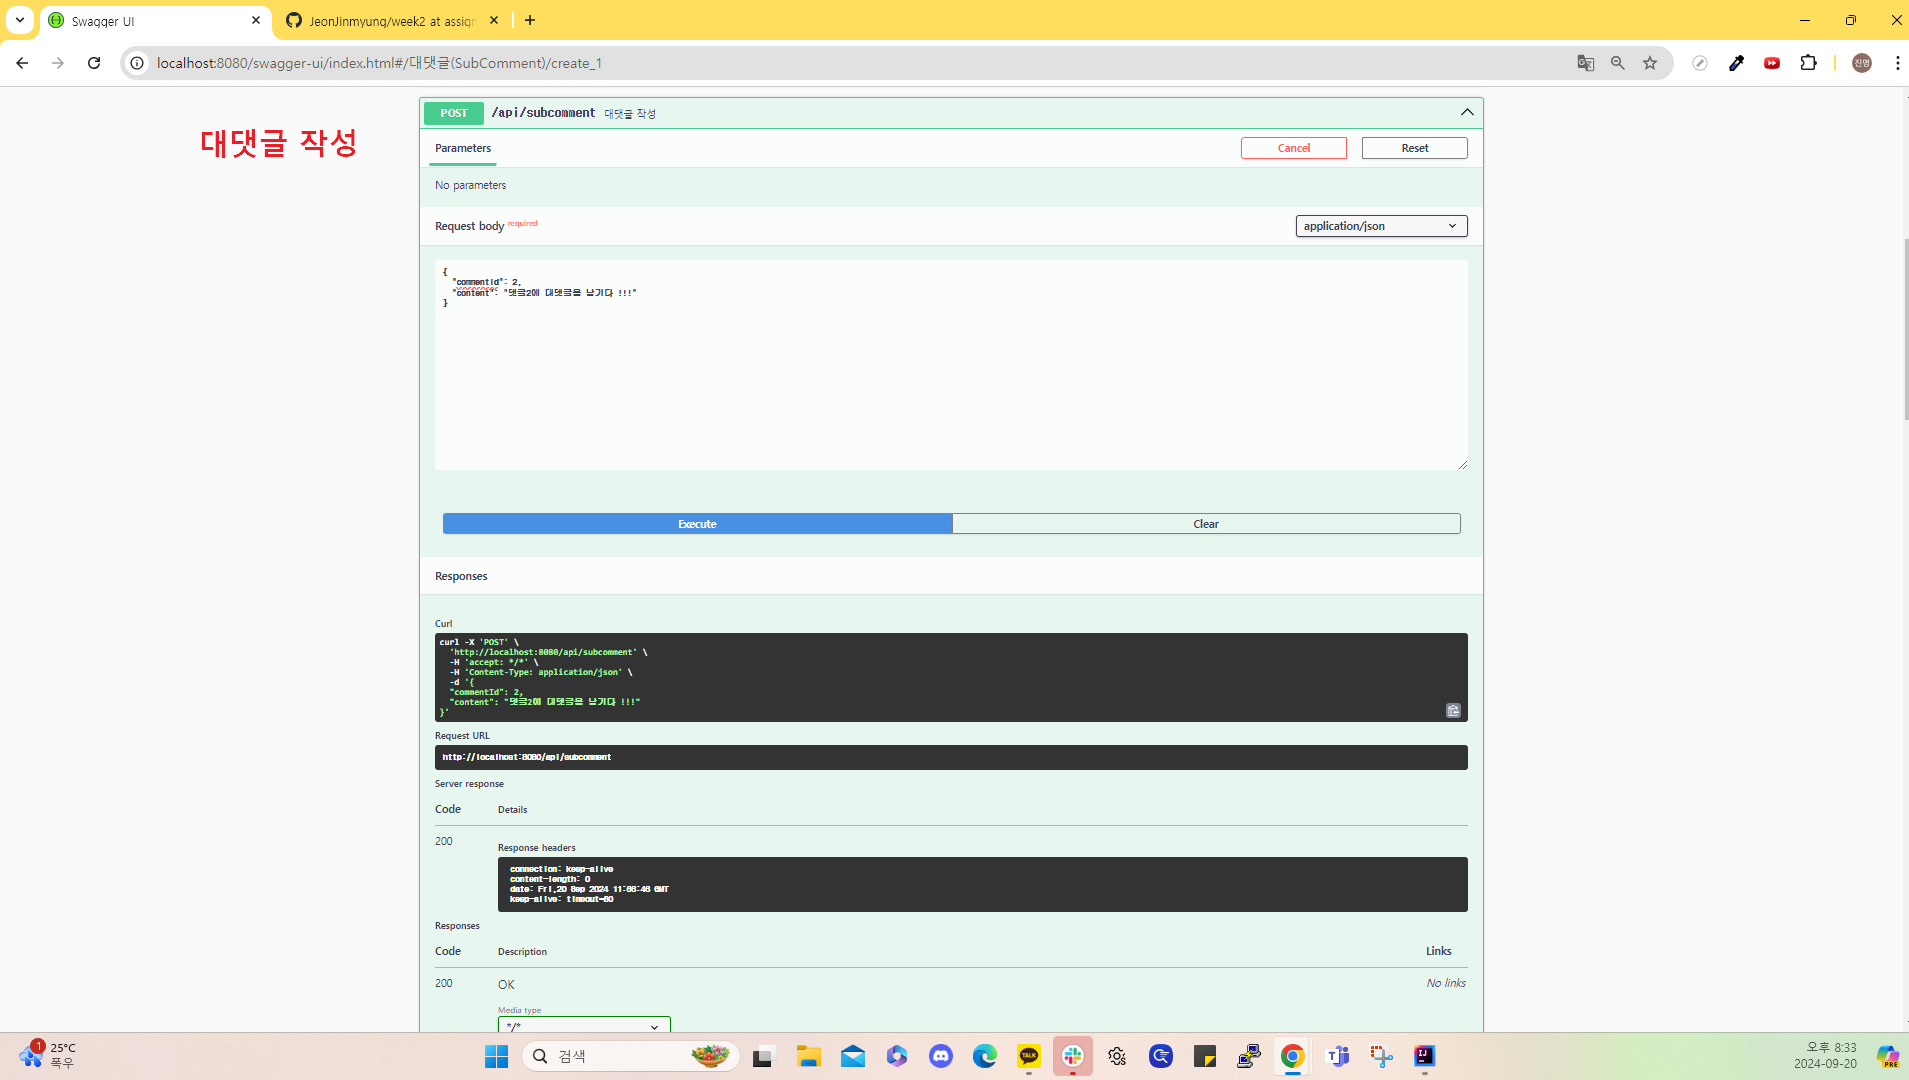 Swagger UI
JeonJinmyung/week2 at assign
localhost:8080/swagger-ui/index.html#/대댓글(SubComment)/create_1
진명
대댓글 작성
POST /api/subcomment 대댓글 작성
Parameters
Cancel
Reset
No parameters
Request body required
application/json
{
"commentId": 2,
"content": "댓글2에 대댓글을 남기다 !!!"
}
Execute
Clear
Responses
Curl
curl -X 'POST' \
'http://localhost:8080/api/subcomment' \
-H 'accept: */*' \
-H 'Content-Type: application/json' \
-d '{
"commentId": 2,
"content": "댓글2에 대댓글을 남기다 !!!"
}'
Request URL
http://localhost:8080/api/subcomment
Server response
Code Details
200
Response headers
connection: keep-alive
content-length: 0
date: Fri,20 Sep 2024 GMT
keep-alive: timeout=60
Responses
Code Description Links
200 OK No links
Media type
*/*
1
25°C
폭우
검색
TALK
IJ
오후 8:33
2024-09-20
PRE